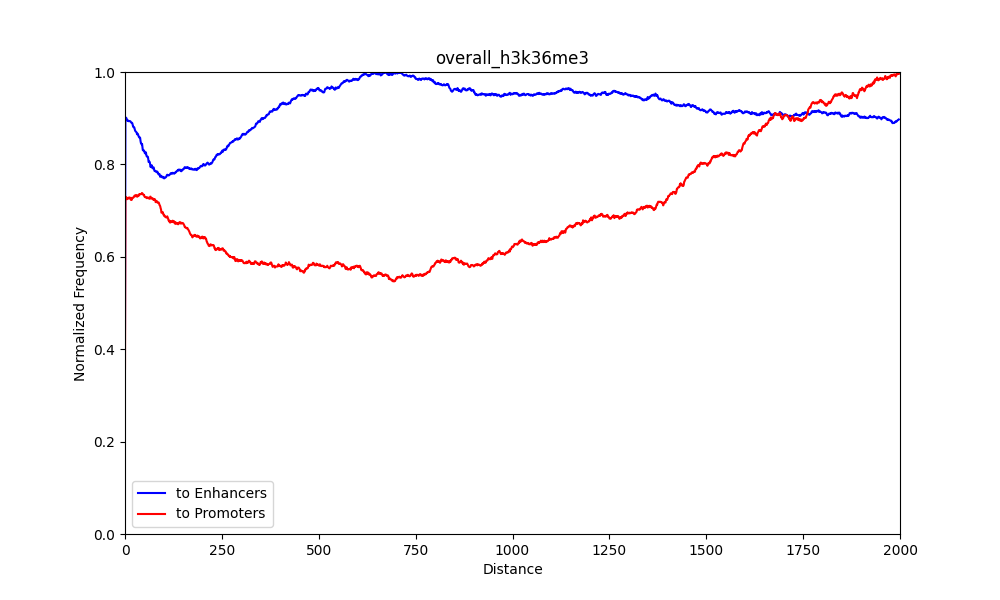 overall_h3k36me3
1.0
0.8
0.6
0.4
0.2
0.0
Normalized Frequency
to Enhancers
to Promoters
0 250 500 750 1000 1250 1500 1750 2000
Distance